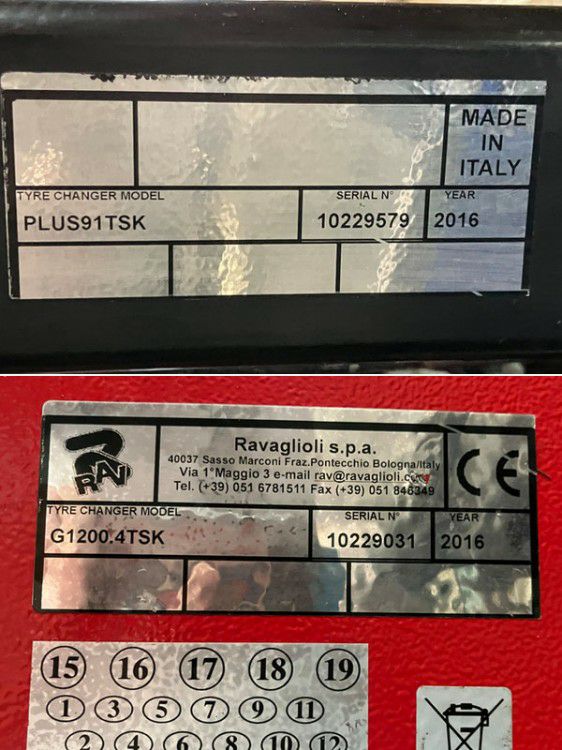 MADE
IN
ITALY
TYRE CHANGER MODEL SERIAL N° YEAR
PLUS91TSK 10229579 2016
RAV
Ravaglioli s.p.a.
40037 Sasso Marconi Fraz.Pontecchio Bologna/Italy
Via 1°Maggio 3 e-mail rav@ravaglioli.com
Tel. (+39) 051 6781511 Fax (+39) 051 846349
CE
TYRE CHANGER MODEL SERIAL N° YEAR
G1200.4TSK 10229031 2016
15 16 17 18 19
1 3 5 7 9 11
2 4 6 8 10 12